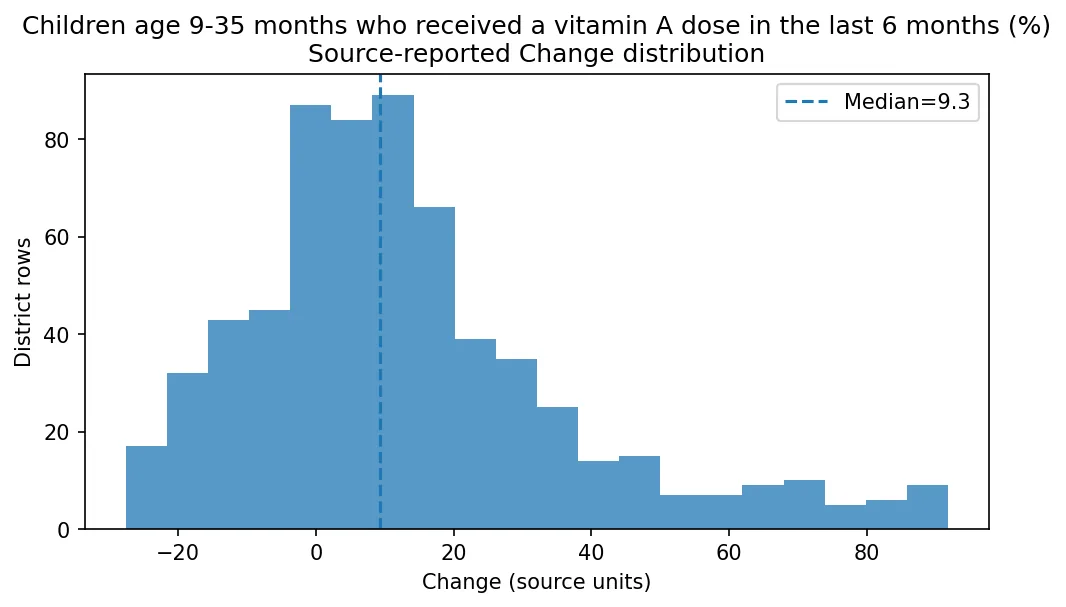 Children age 9-35 months who received a vitamin A dose in the last 6 months (%)
Source-reported Change distribution
Median=9.3
District rows
80
60
40
20
0
−20 0 20 40 60 80
Change (source units)